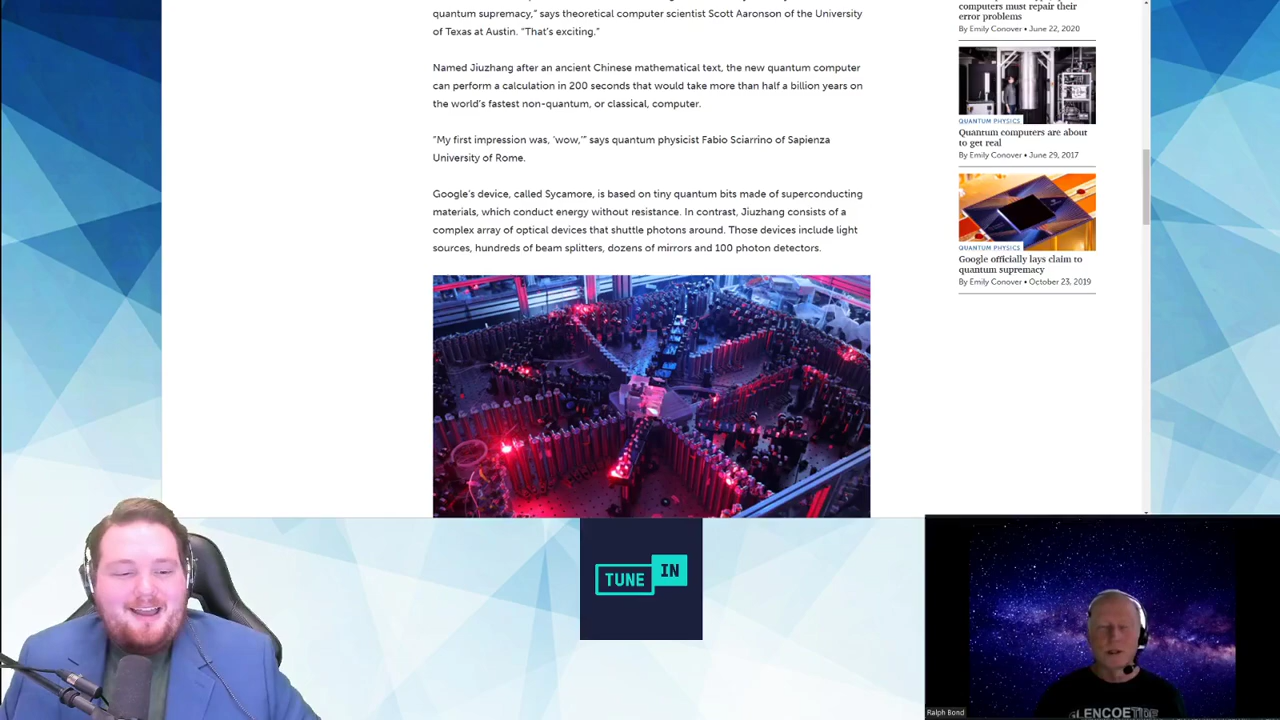 quantum supremacy,” says theoretical computer scientist Scott Aaronson of the University
of Texas at Austin. “That’s exciting.”
Named Jiuzhang after an ancient Chinese mathematical text, the new quantum computer
can perform a calculation in 200 seconds that would take more than half a billion years on
the world’s fastest non-quantum, or classical, computer.
“My first impression was, ‘wow,’” says quantum physicist Fabio Sciarrino of Sapienza
University of Rome.
Google’s device, called Sycamore, is based on tiny quantum bits made of superconducting
materials, which conduct energy without resistance. In contrast, Jiuzhang consists of a
complex array of optical devices that shuttle photons around. Those devices include light
sources, hundreds of beam splitters, dozens of mirrors and 100 photon detectors.
computers must repair their
error problems
By Emily Conover • June 22, 2020
QUANTUM PHYSICS
Quantum computers are about
to get real
By Emily Conover • June 29, 2017
QUANTUM PHYSICS
Google officially lays claim to
quantum supremacy
By Emily Conover • October 23, 2019
TUNE IN
Ralph Bond